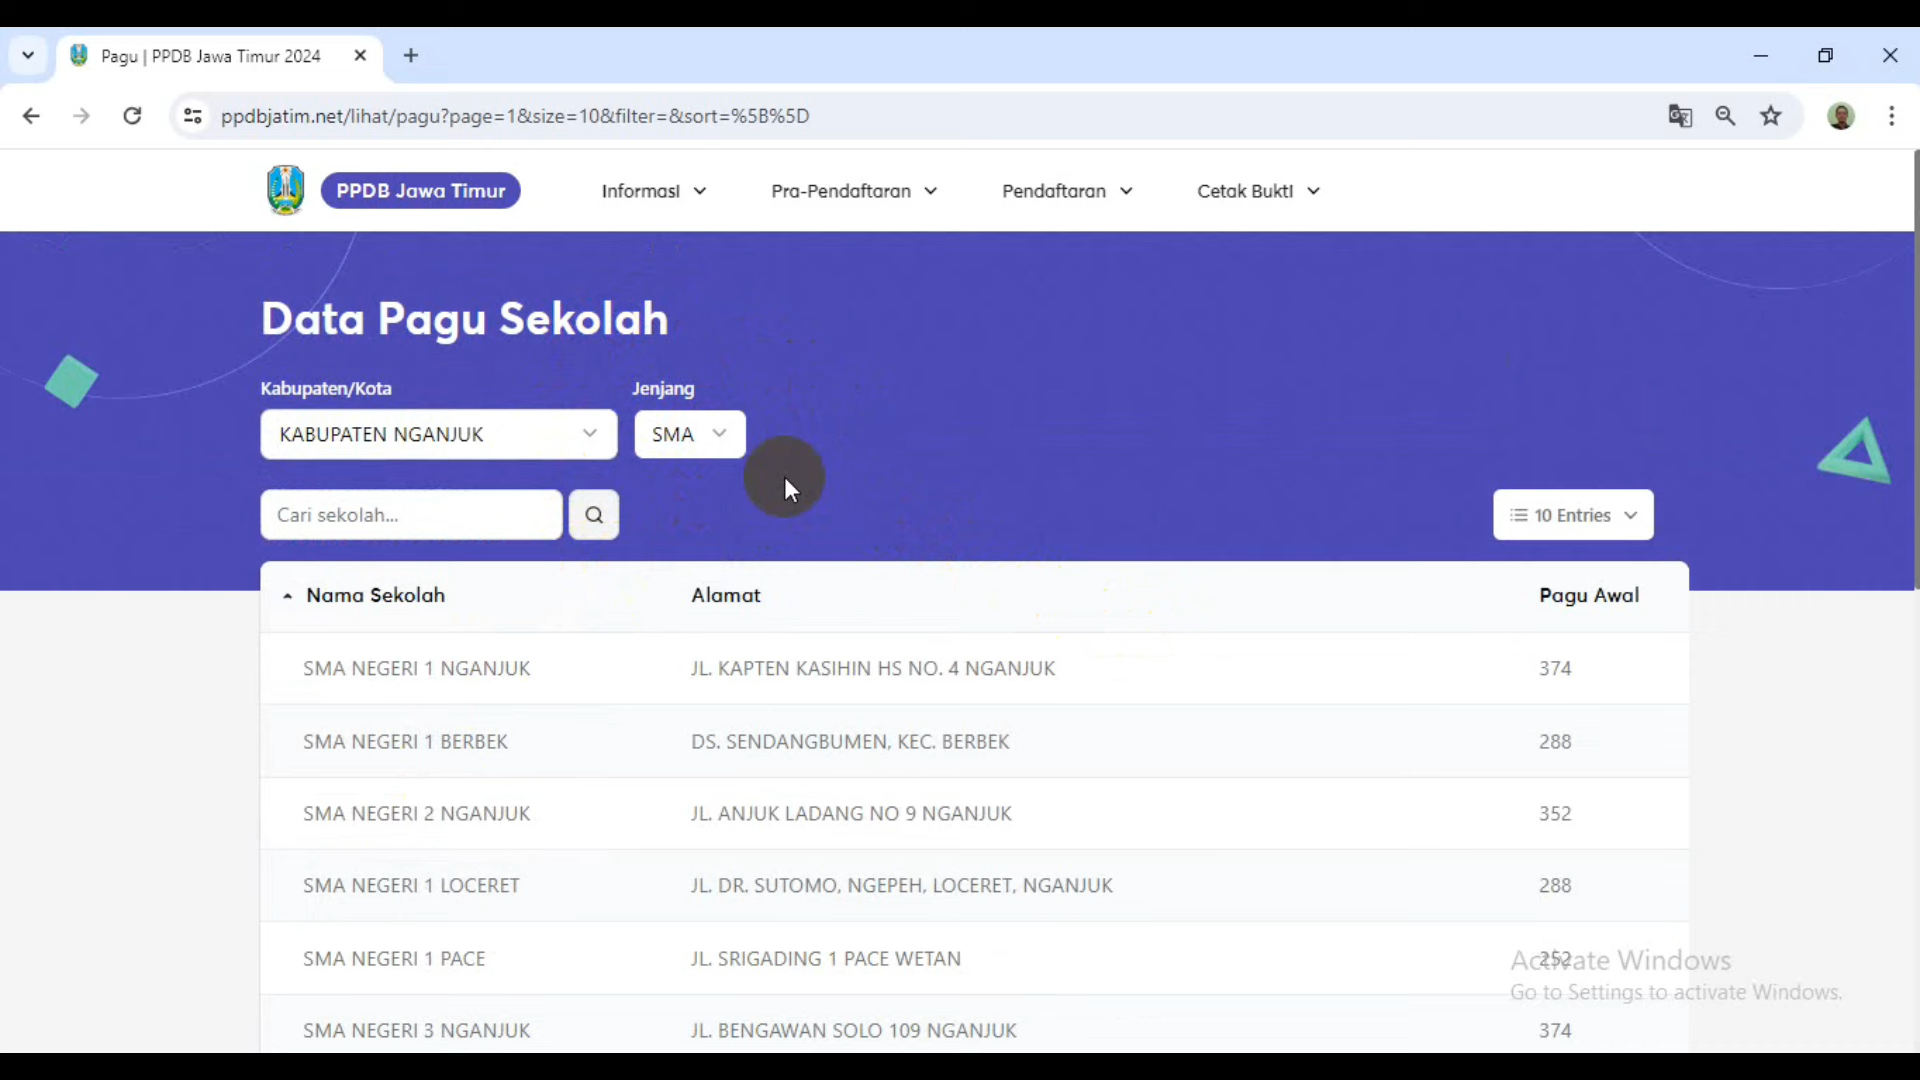 Pagu | PPDB Jawa Timur 2024
ppdbjatim.net/lihat/pagu?page=1&size=10&filter=&sort=%5B%5D
PPDB Jawa Timur
Informasi
Pra-Pendaftaran
Pendaftaran
Cetak Bukti
Data Pagu Sekolah
Kabupaten/Kota
Jenjang
KABUPATEN NGANJUK
SMA
Cari sekolah...
10 Entries
Nama Sekolah Alamat Pagu Awal
SMA NEGERI 1 NGANJUK JL. KAPTEN KASIHIN HS NO. 4 NGANJUK 374
SMA NEGERI 1 BERBEK DS. SENDANGBUMEN, KEC. BERBEK 288
SMA NEGERI 2 NGANJUK JL. ANJUK LADANG NO 9 NGANJUK 352
SMA NEGERI 1 LOCERET JL. DR. SUTOMO, NGEPEH, LOCERET, NGANJUK 288
SMA NEGERI 1 PACE JL. SRIGADING 1 PACE WETAN 252
Activate Windows
Go to Settings to activate Windows.
SMA NEGERI 3 NGANJUK JL. BENGAWAN SOLO 109 NGANJUK 374